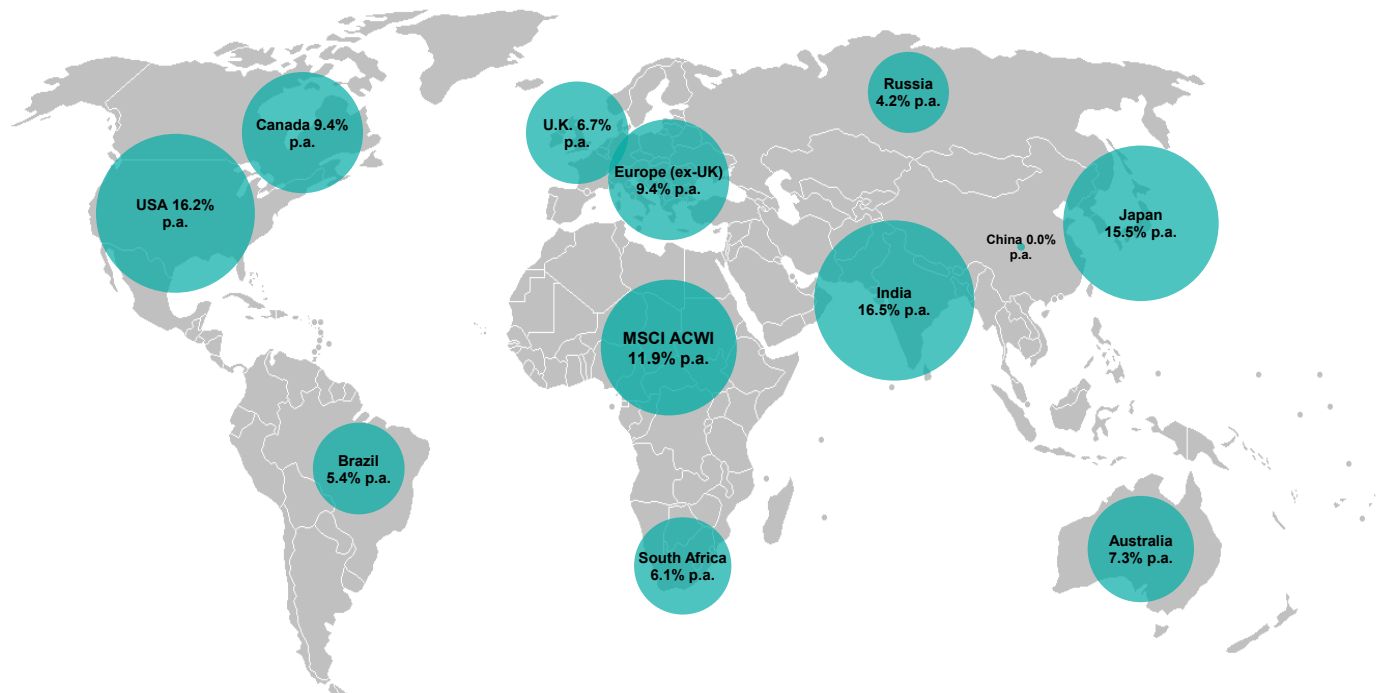 Russia
4.2% p.a.
Canada 9.4%
p.a.
U.K. 6.7%
p.a.
Europe (ex-UK)
9.4% p.a.
USA 16.2%
p.a.
Japan
15.5% p.a.
China 0.0%
p.a.
India
16.5% p.a.
MSCI ACWI
11.9% p.a.
Brazil
5.4% p.a.
South Africa
6.1% p.a.
Australia
7.3% p.a.